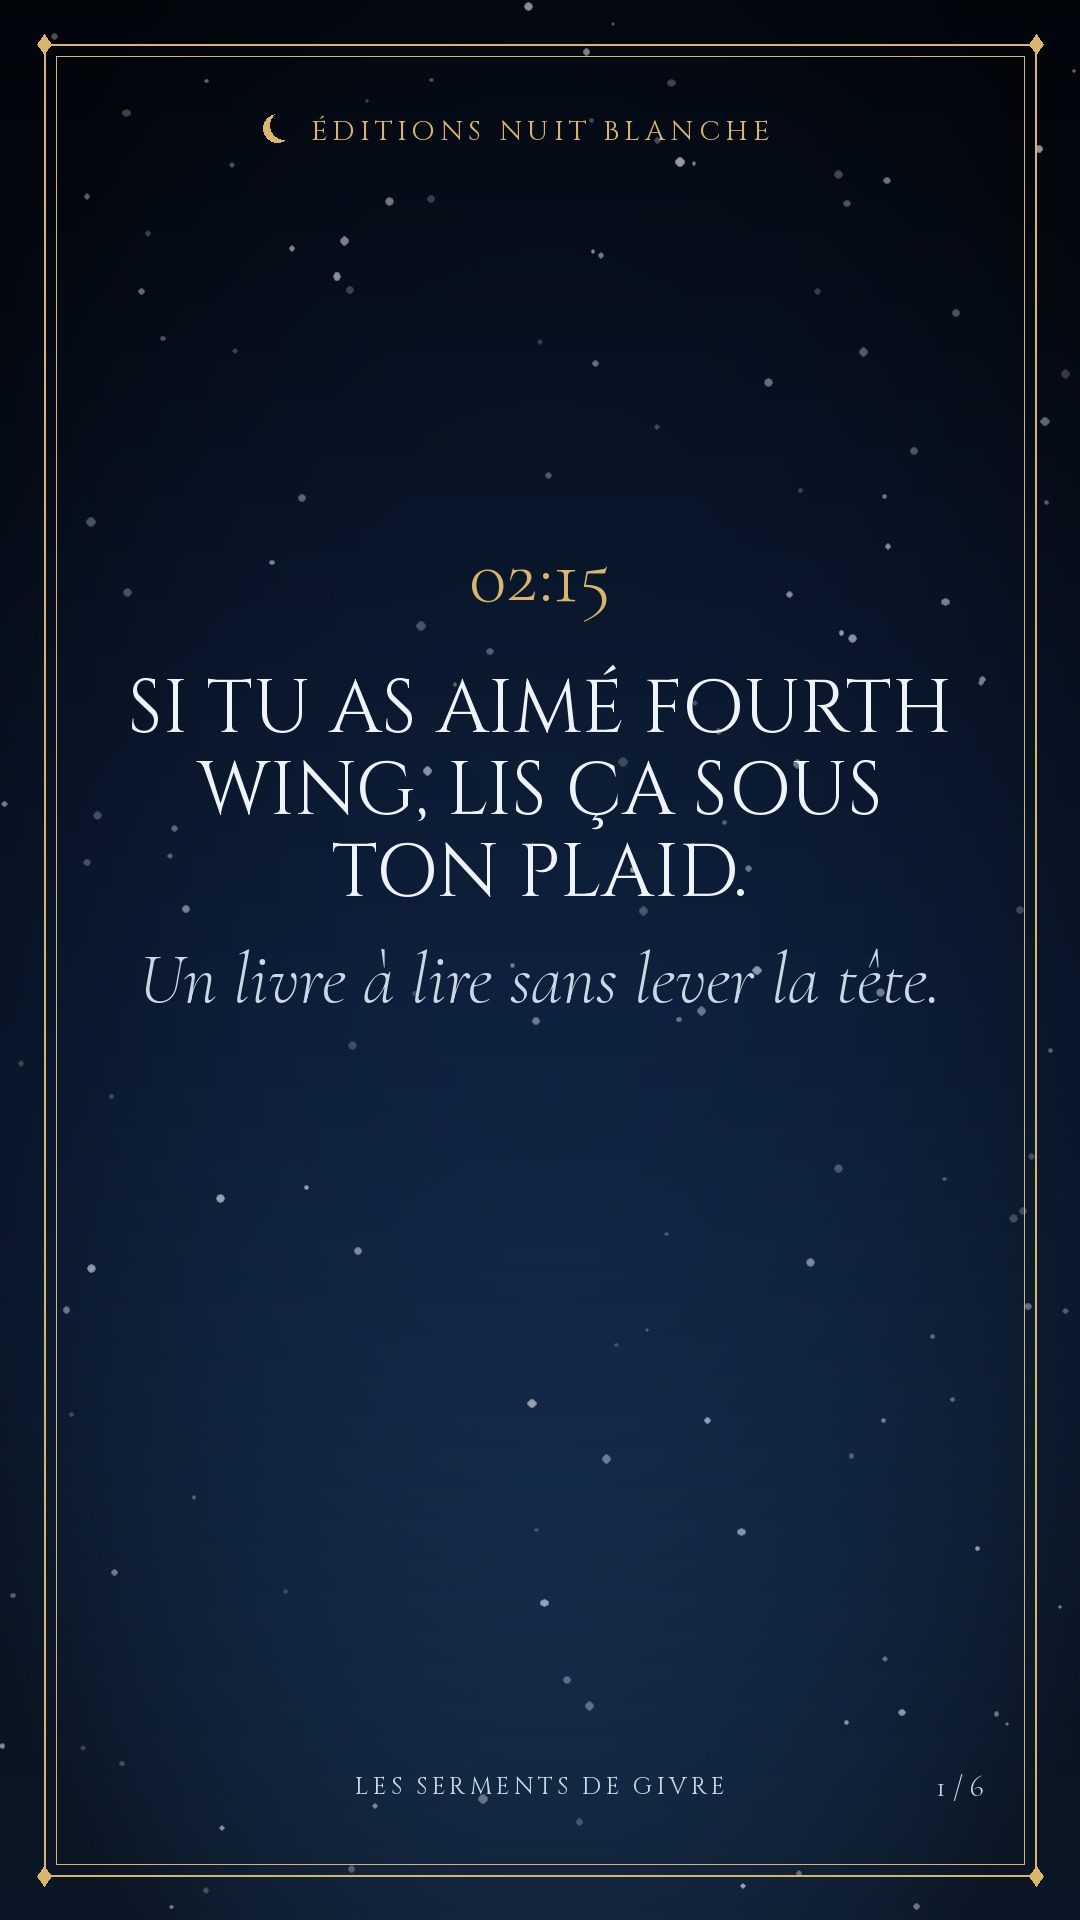 ÉDITIONS NUIT BLANCHE
02:15
SI TU AS AIMÉ FOURTH
WING, LIS ÇA SOUS
TON PLAID.
Un livre à lire sans lever la tête.
LES SERMENTS DE GIVRE
1 / 6